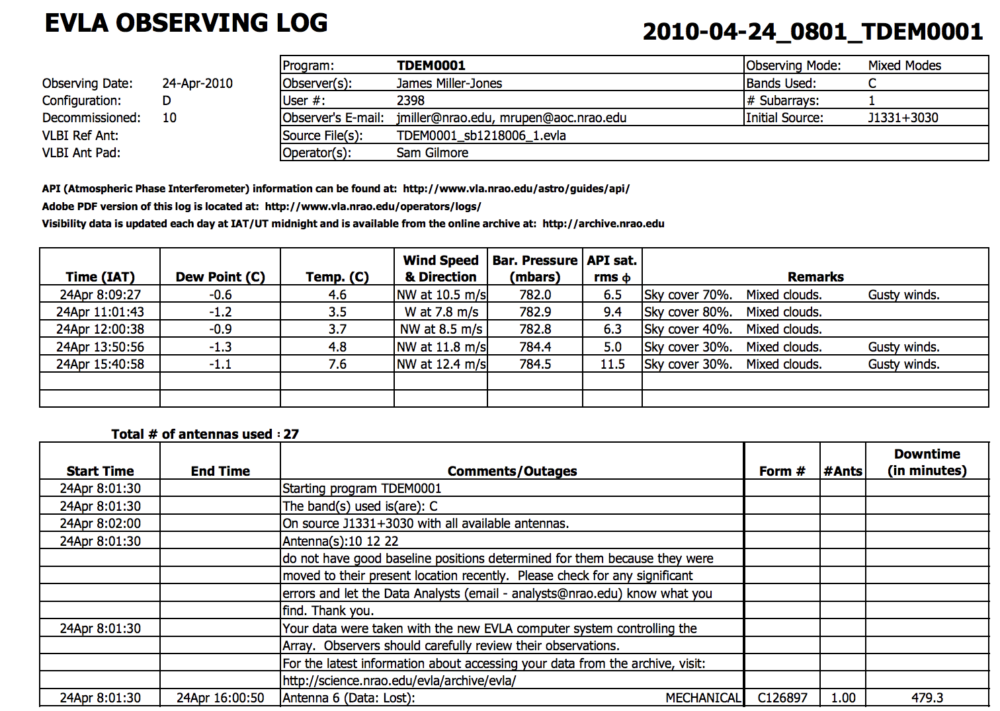 EVLA OBSERVING LOG
2010-04-24_0801_TDEM0001
Program: TDEM0001 Observing Mode: Mixed Modes
Observing Date: 24-Apr-2010 Observer(s): James Miller-Jones Bands Used: C
Configuration: D User #: 2398 # Subarrays: 1
Decommissioned: 10 Observer's E-mail: jmiller@nrao.edu, mrupen@aoc.nrao.edu Initial Source: J1331+3030
VLBI Ref Ant: Source File(s): TDEM0001_sb1218006_1.evla
VLBI Ant Pad: Operator(s): Sam Gilmore
API (Atmospheric Phase Interferometer) information can be found at: http://www.vla.nrao.edu/astro/guides/api/
Adobe PDF version of this log is located at: http://www.vla.nrao.edu/operators/logs/
Visibility data is updated each day at IAT/UT midnight and is available from the online archive at: http://archive.nrao.edu
Wind Speed Bar. Pressure API sat.
Time (IAT) Dew Point (C) Temp. (C) & Direction (mbars) rms ϕ Remarks
24Apr 8:09:27 -0.6 4.6 NW at 10.5 m/s 782.0 6.5 Sky cover 70%. Mixed clouds. Gusty winds.
24Apr 11:01:43 -1.2 3.5 W at 7.8 m/s 782.9 9.4 Sky cover 80%. Mixed clouds.
24Apr 12:00:38 -0.9 3.7 NW at 8.5 m/s 782.8 6.3 Sky cover 40%. Mixed clouds.
24Apr 13:50:56 -1.3 4.8 NW at 11.8 m/s 784.4 5.0 Sky cover 30%. Mixed clouds. Gusty winds.
24Apr 15:40:58 -1.1 7.6 NW at 12.4 m/s 784.5 11.5 Sky cover 30%. Mixed clouds. Gusty winds.
Total # of antennas used : 27
Downtime
Start Time End Time Comments/Outages Form # #Ants (in minutes)
24Apr 8:01:30 Starting program TDEM0001
24Apr 8:01:30 The band(s) used is(are): C
24Apr 8:02:00 On source J1331+3030 with all available antennas.
24Apr 8:01:30 Antenna(s):10 12 22
do not have good baseline positions determined for them because they were
moved to their present location recently. Please check for any significant
errors and let the Data Analysts (email - analysts@nrao.edu) know what you
find. Thank you.
24Apr 8:01:30 Your data were taken with the new EVLA computer system controlling the
Array. Observers should carefully review their observations.
For the latest information about accessing your data from the archive, visit:
http://science.nrao.edu/evla/archive/evla/
24Apr 8:01:30 24Apr 16:00:50 Antenna 6 (Data: Lost): MECHANICAL C126897 1.00 479.3